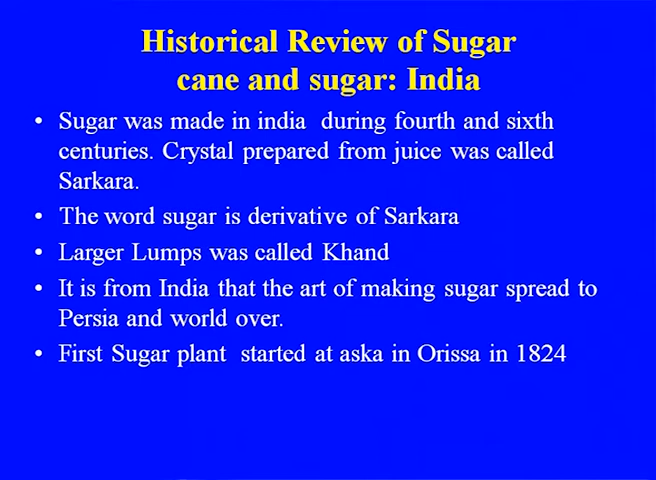 Historical Review of Sugar
cane and sugar: India
• Sugar was made in india during fourth and sixth
centuries. Crystal prepared from juice was called
Sarkara.
• The word sugar is derivative of Sarkara
• Larger Lumps was called Khand
• It is from India that the art of making sugar spread to
Persia and world over.
• First Sugar plant started at aska in Orissa in 1824